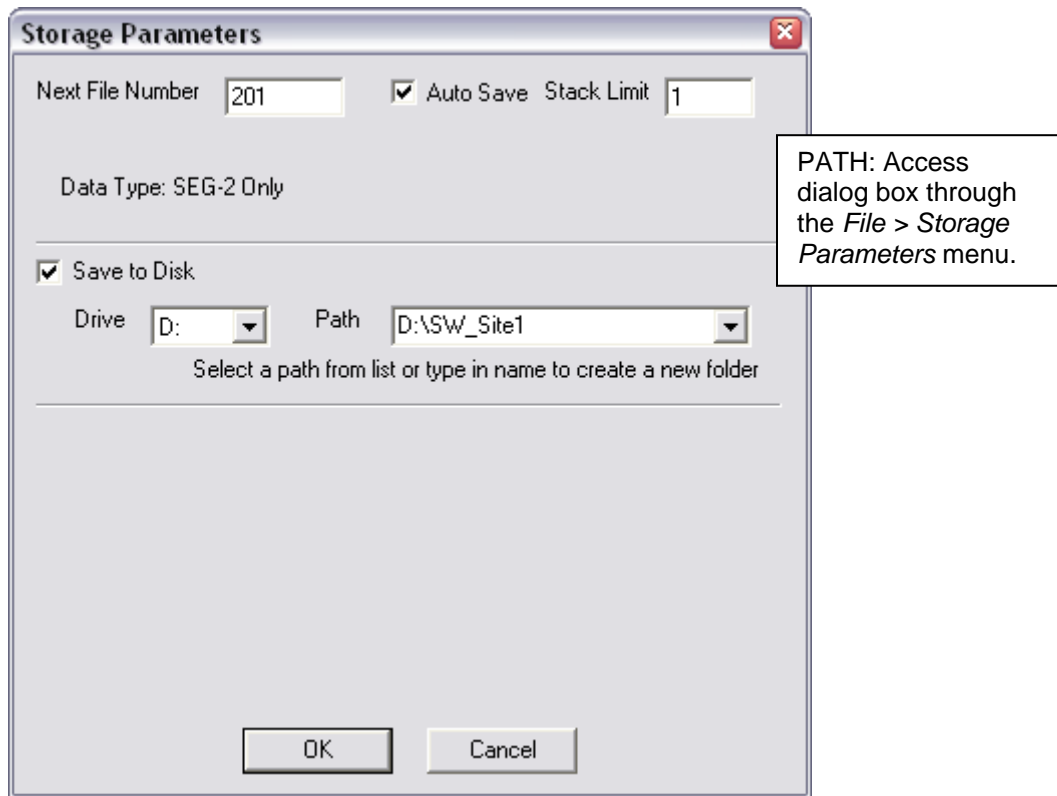 Storage Parameters
Next File Number 201 Auto Save Stack Limit 1
PATH: Access
dialog box through
the File > Storage
Parameters menu.
Data Type: SEG-2 Only
Save to Disk
Drive D: Path D:\SW_Site1
Select a path from list or type in name to create a new folder
OK Cancel